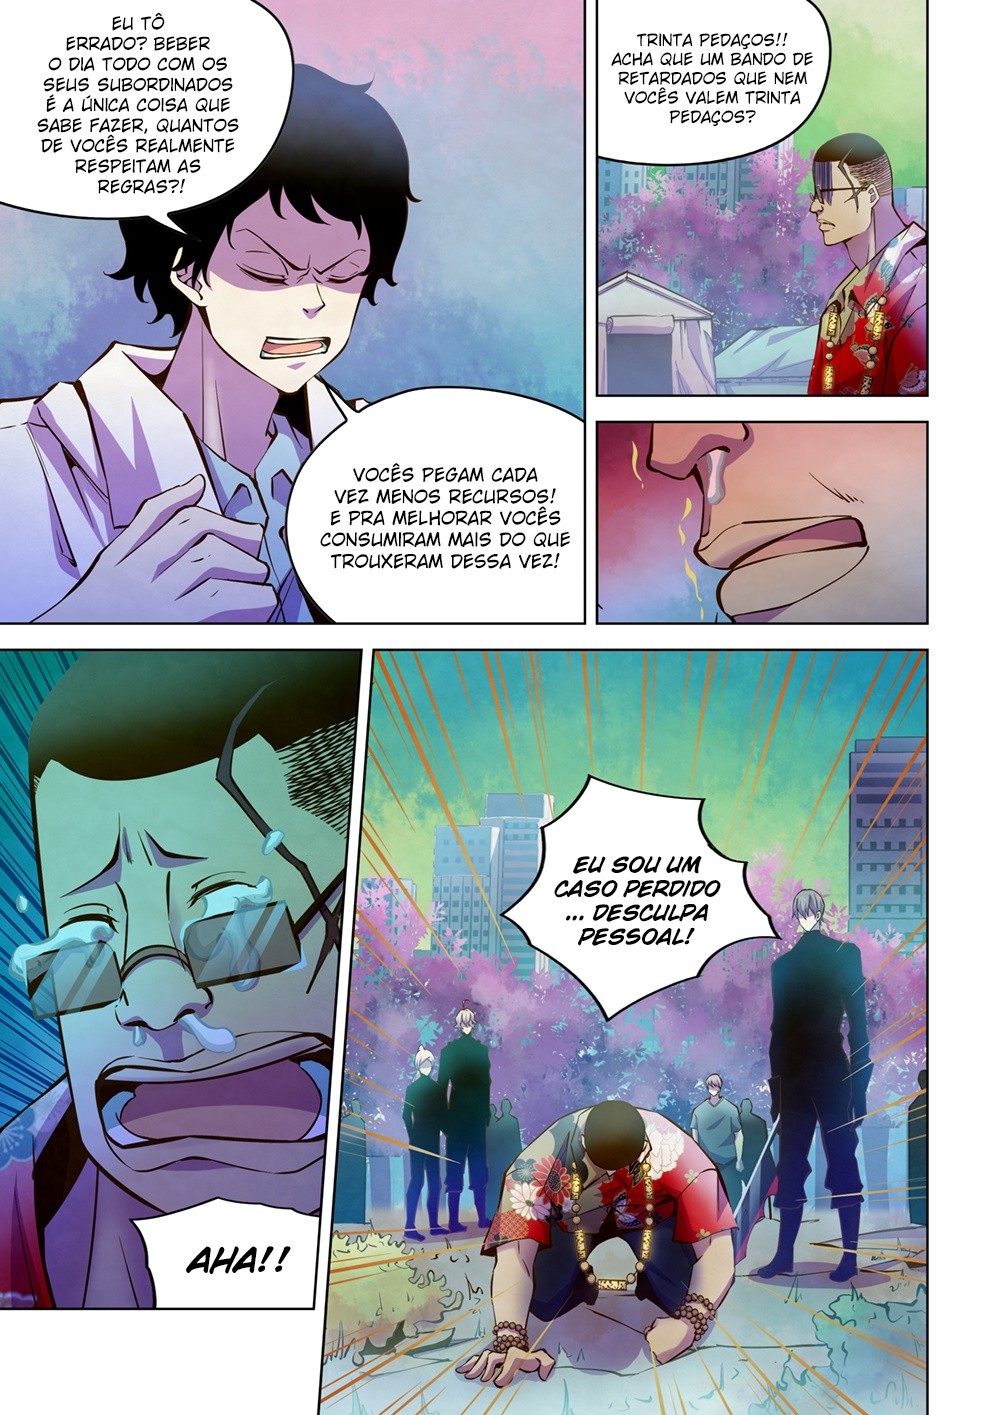 EU TÔ
ERRADO? BEBER
O DIA TODO COM OS
SEUS SUBORDINADOS
É A ÚNICA COISA QUE
SABE FAZER, QUANTOS
DE VOCÊS REALMENTE
RESPEITAM AS
REGRAS?!
VOCÊS PEGAM CADA
VEZ MENOS RECURSOS!
E PRA MELHORAR VOCÊS
CONSUMIRAM MAIS DO QUE
TROUXERAM DESSA VEZ!
TRINTA PEDAÇOS!!
ACHA QUE UM BANDO DE
RETARDADOS QUE NEM
VOCÊS VALEM TRINTA
PEDAÇOS?
AHA!!
EU SOU UM
CASO PERDIDO
... DESCULPA
PESSOAL!